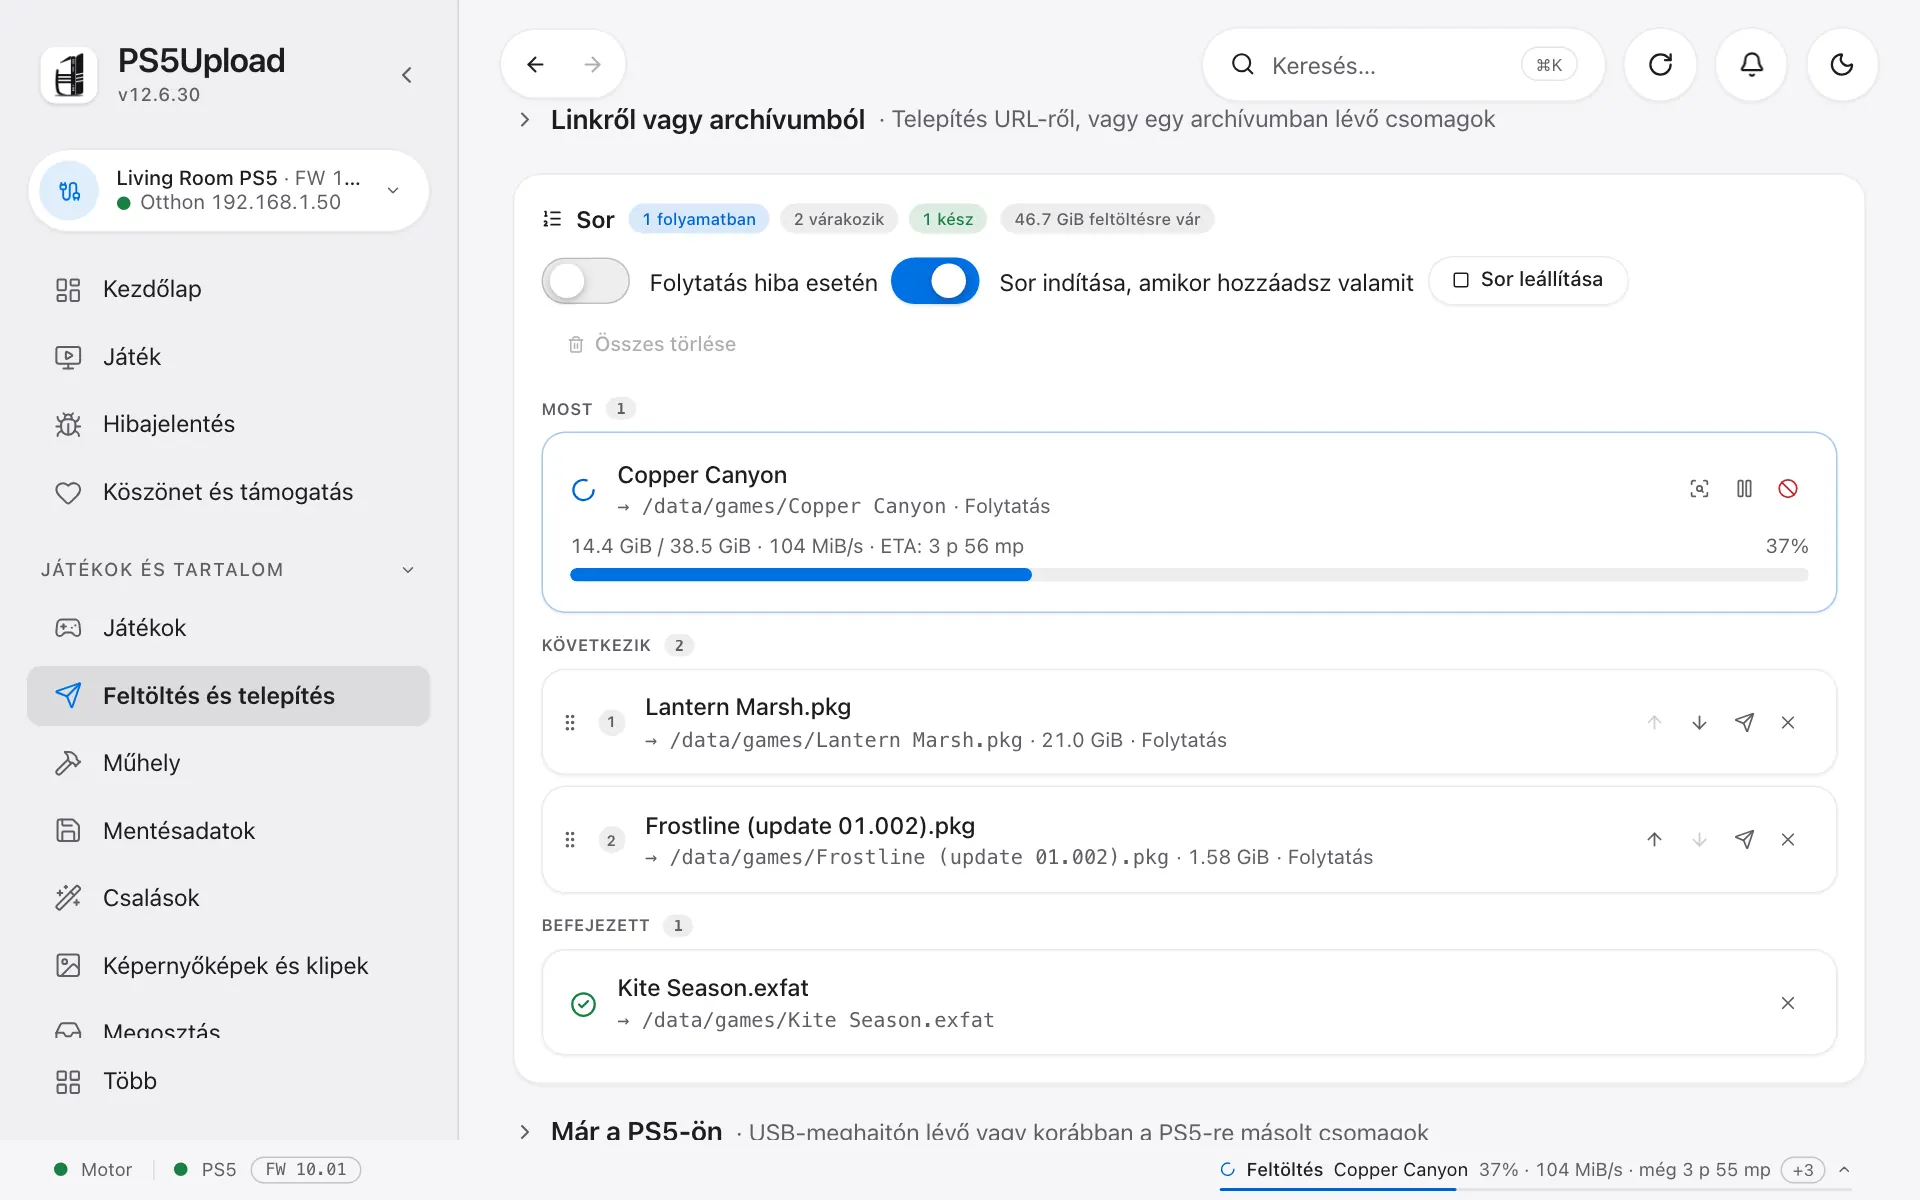 PS5Upload
v12.6.30
Living Room PS5 · FW 1...
Otthon 192.168.1.50
Kezdőlap
Játék
Hibajelentés
Köszönet és támogatás
JÁTÉKOK ÉS TARTALOM
Játékok
Feltöltés és telepítés
Műhely
Mentésadatok
Csalások
Képernyőképek és klipek
Megosztás
Több
Keresés...
⌘K
Linkről vagy archívumból · Telepítés URL-ről, vagy egy archívumban lévő csomagok
Sor 1 folyamatban 2 várakozik 1 kész 46.7 GiB feltöltésre vár
Folytatás hiba esetén Sor indítása, amikor hozzáadsz valamit Sor leállítása
Összes törlése
MOST 1
Copper Canyon
→ /data/games/Copper Canyon · Folytatás
14.4 GiB / 38.5 GiB · 104 MiB/s · ETA: 3 p 56 mp 37%
KÖVETKEZIK 2
1 Lantern Marsh.pkg
→ /data/games/Lantern Marsh.pkg · 21.0 GiB · Folytatás
2 Frostline (update 01.002).pkg
→ /data/games/Frostline (update 01.002).pkg · 1.58 GiB · Folytatás
BEFEJEZETT 1
Kite Season.exfat
→ /data/games/Kite Season.exfat
Már a PS5-ön · USB-meghajtón lévő vagy korábban a PS5-re másolt csomagok
Motor PS5 FW 10.01
Feltöltés Copper Canyon 37% · 104 MiB/s · még 3 p 55 mp +3